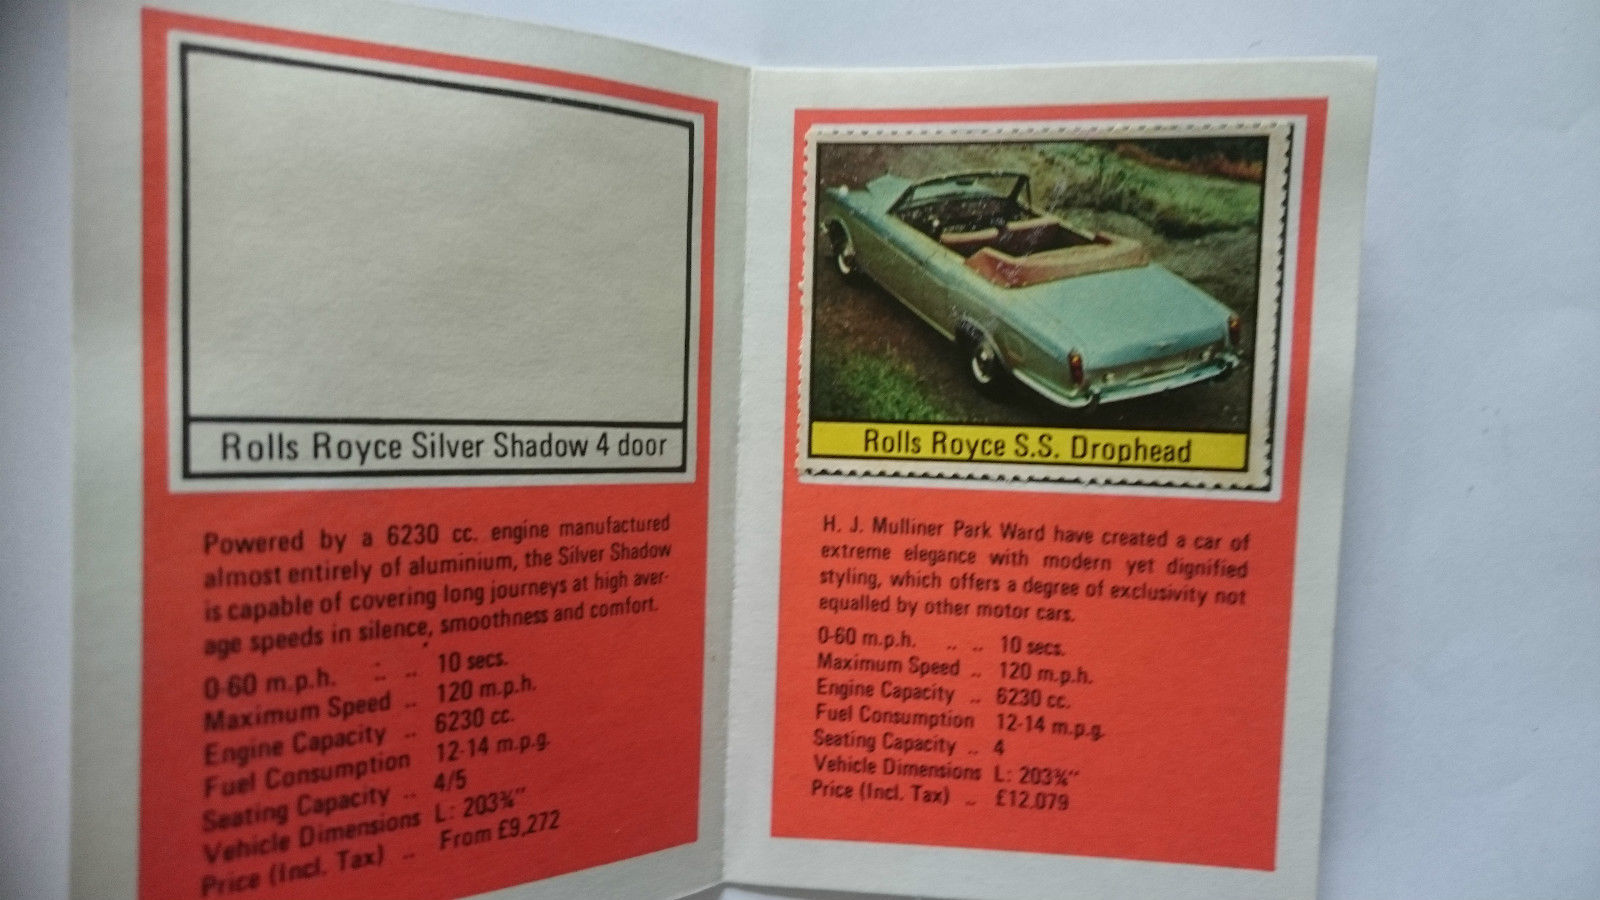 Rolls Royce Silver Shadow 4 door
Powered by a 6230 cc. engine manufactured
almost entirely of aluminium, the Silver Shadow
is capable of covering long journeys at high aver-
age speeds in silence, smoothness and comfort.
0-60 m.p.h. .. .. 10 secs.
Maximum Speed .. 120 m.p.h.
Engine Capacity .. 6230 cc.
Fuel Consumption 12-14 m.p.g.
Seating Capacity .. 4/5
Vehicle Dimensions L: 203¾"
Price (Incl. Tax) .. From £9,272
Rolls Royce S.S. Drophead
H. J. Mulliner Park Ward have created a car of
extreme elegance with modern yet dignified
styling, which offers a degree of exclusivity not
equalled by other motor cars.
0-60 m.p.h. .. .. 10 secs.
Maximum Speed .. 120 m.p.h.
Engine Capacity .. 6230 cc.
Fuel Consumption 12-14 m.p.g.
Seating Capacity .. 4
Vehicle Dimensions L: 203¾"
Price (Incl. Tax) .. £12.079